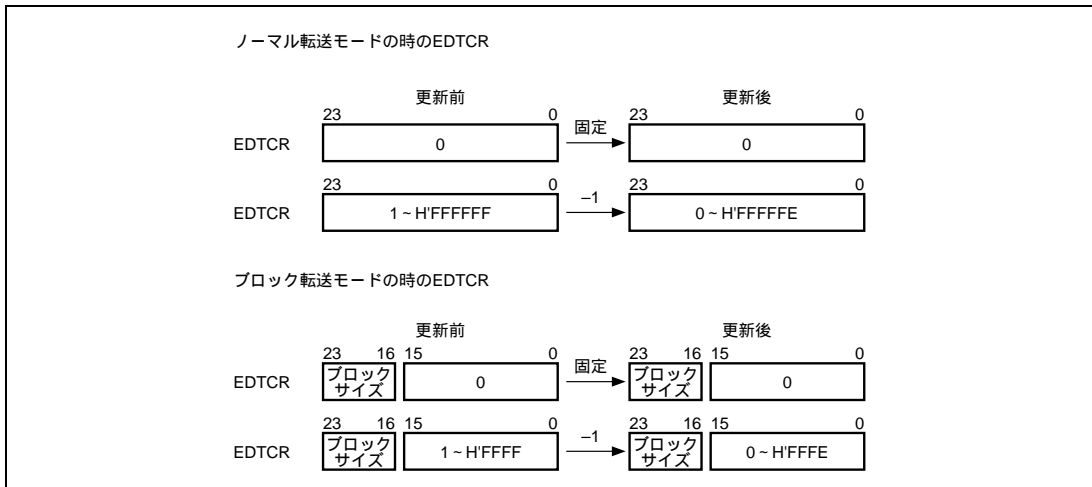 ノーマル転送モードの時のEDTCR
更新前 更新後
23 0 固定 23 0
EDTCR 0 0
23 0 –1 23 0
EDTCR 1 ~ H'FFFFFF 0 ~ H'FFFFFE
ブロック転送モードの時のEDTCR
更新前 更新後
23 16 15 0 固定 23 16 15 0
EDTCR ブロック サイズ 0 ブロック サイズ 0
23 16 15 0 –1 23 16 15 0
EDTCR ブロック サイズ 1 ~ H'FFFF ブロック サイズ 0 ~ H'FFFE